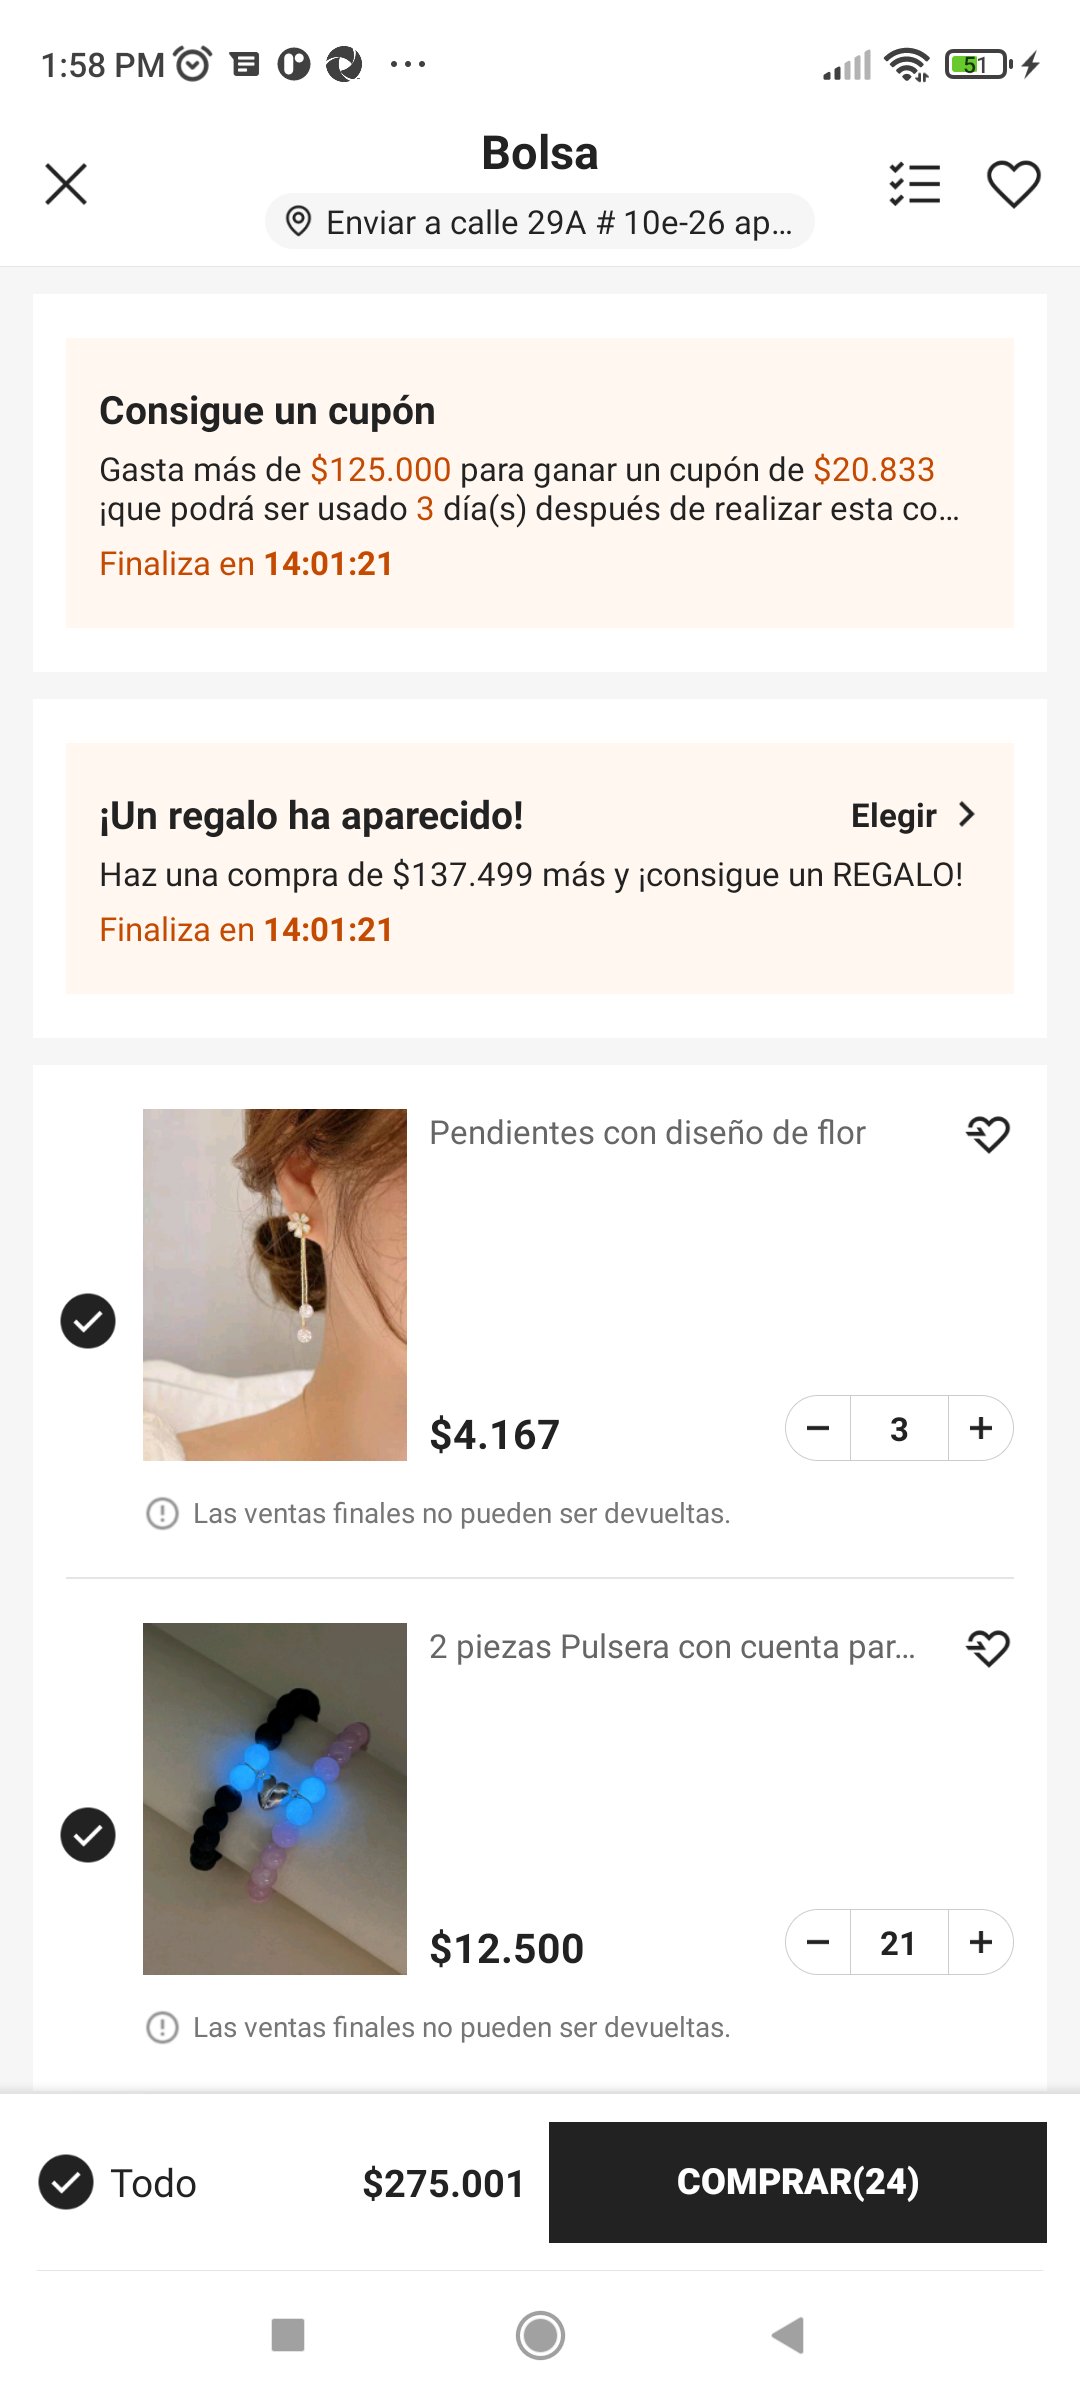 1:58 PM
51
Bolsa
Enviar a calle 29A # 10e-26 ap...
Consigue un cupón
Gasta más de $125.000 para ganar un cupón de $20.833
¡que podrá ser usado 3 día(s) después de realizar esta co...
Finaliza en 14:01:21
¡Un regalo ha aparecido!
Elegir
Haz una compra de $137.499 más y ¡consigue un REGALO!
Finaliza en 14:01:21
Pendientes con diseño de flor
$4.167
3
Las ventas finales no pueden ser devueltas.
2 piezas Pulsera con cuenta par...
$12.500
21
Las ventas finales no pueden ser devueltas.
Todo
$275.001
COMPRAR(24)